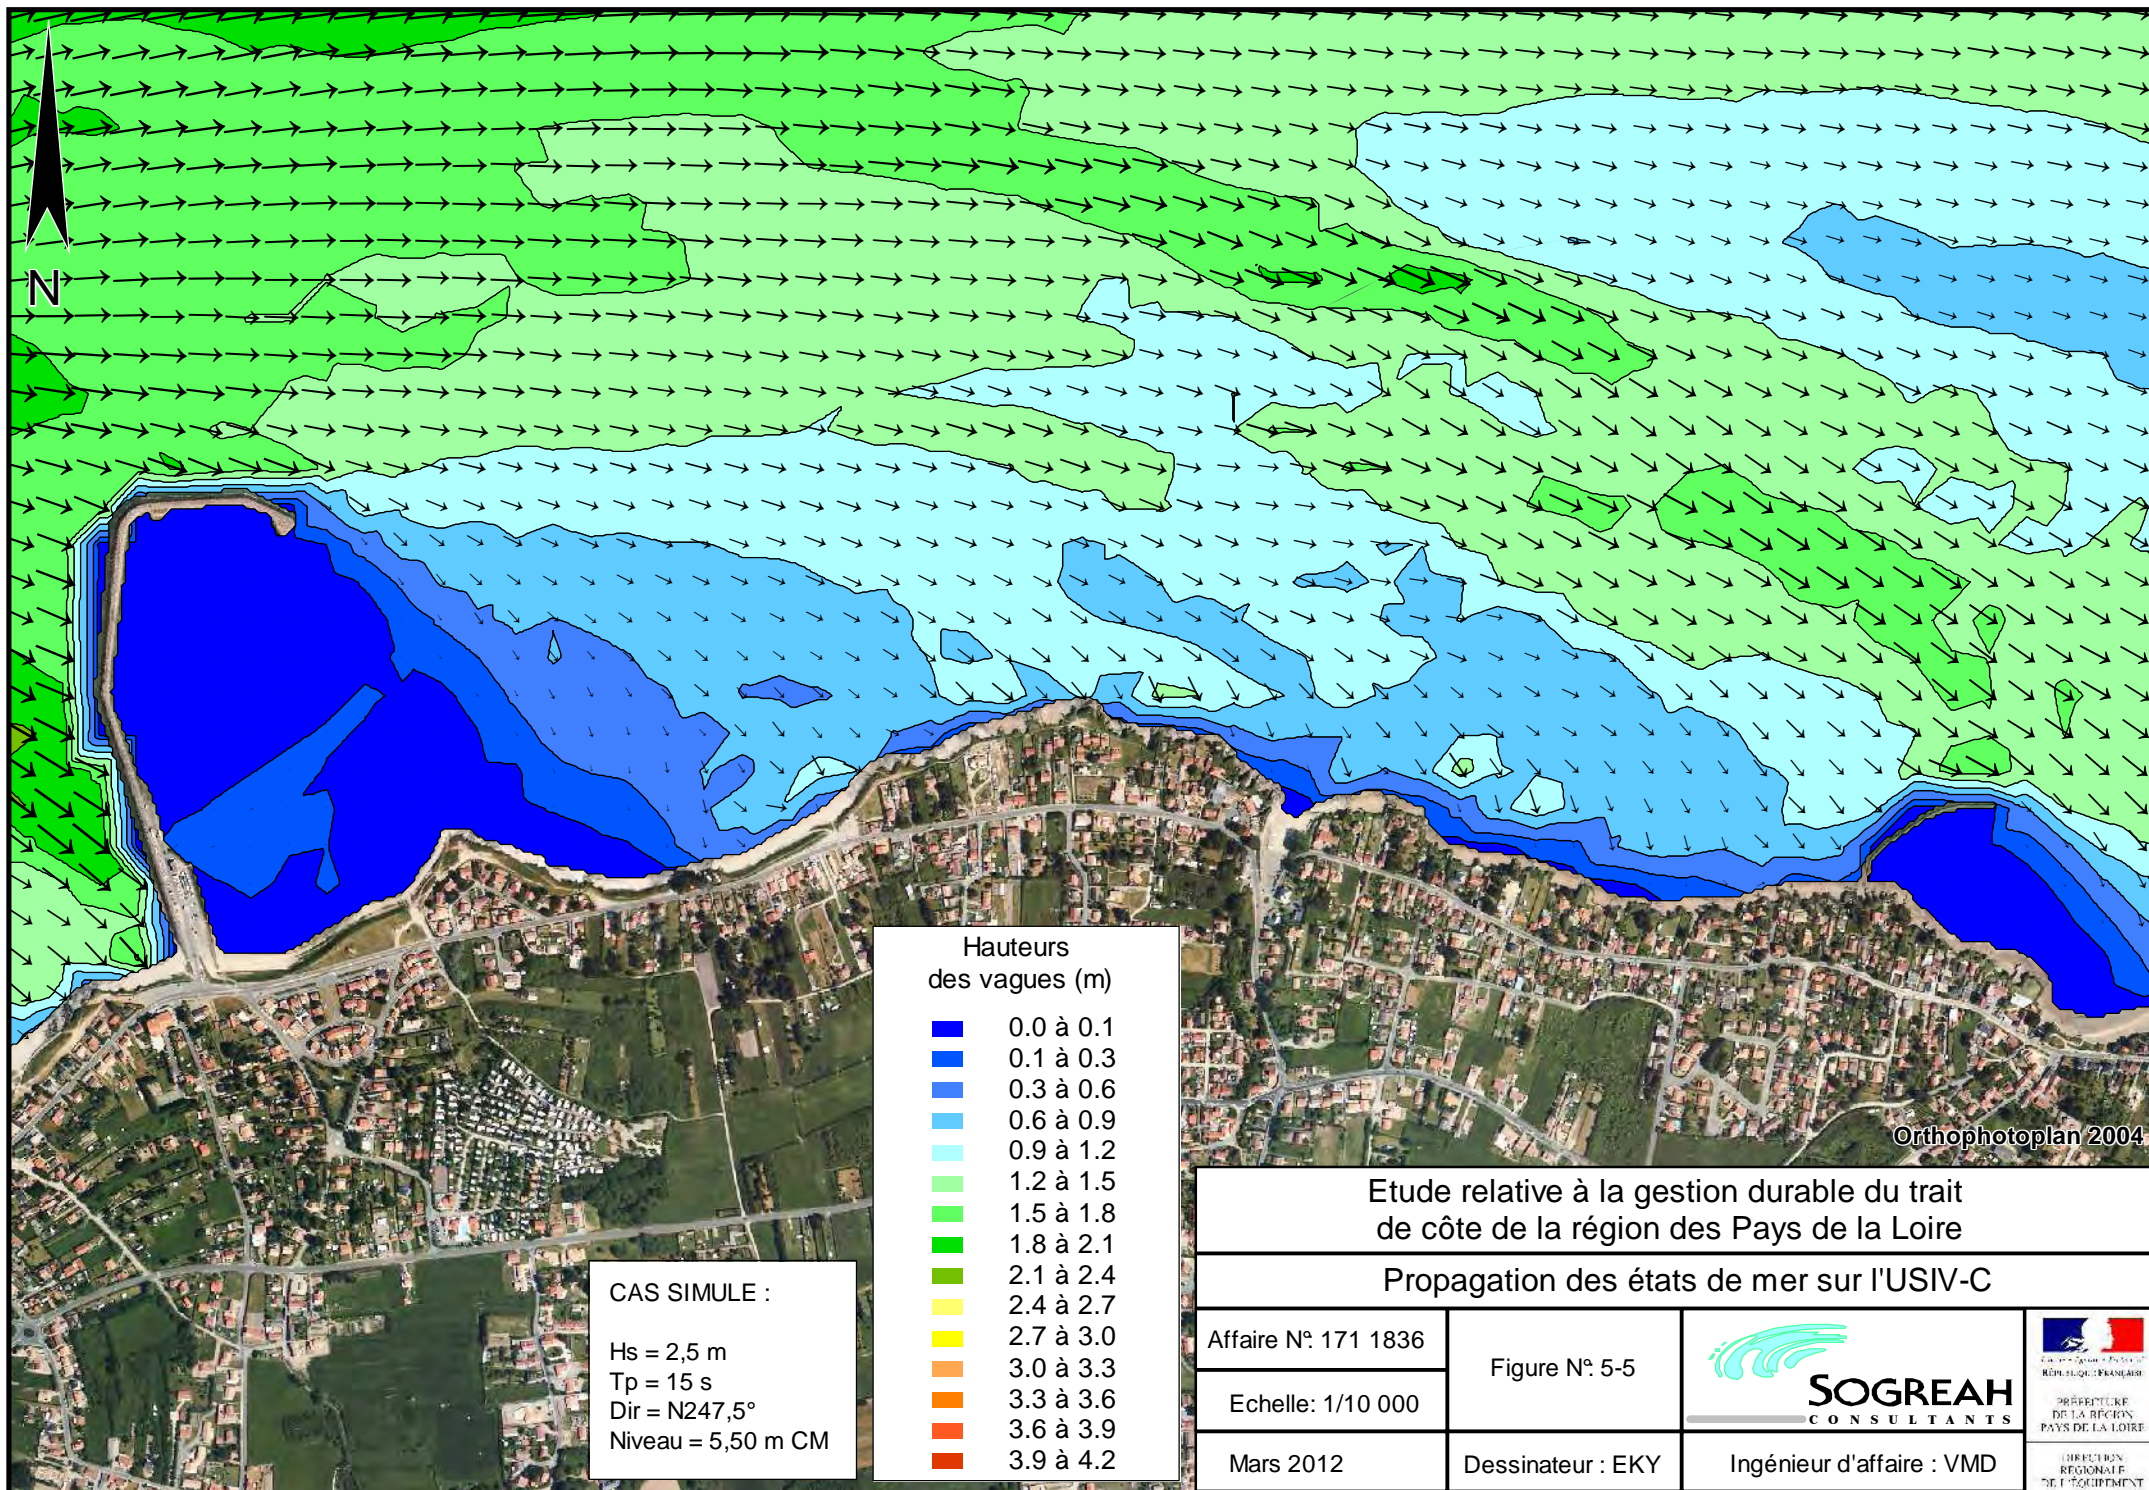 N
Hauteurs
des vagues (m)
0.0 à 0.1
0.1 à 0.3
0.3 à 0.6
0.6 à 0.9
0.9 à 1.2
1.2 à 1.5
1.5 à 1.8
1.8 à 2.1
2.1 à 2.4
2.4 à 2.7
2.7 à 3.0
3.0 à 3.3
3.3 à 3.6
3.6 à 3.9
3.9 à 4.2
CAS SIMULE :
Hs = 2,5 m
Tp = 15 s
Dir = N247,5°
Niveau = 5,50 m CM
Orthophotoplan 2004
Etude relative à la gestion durable du trait
de côte de la région des Pays de la Loire
Propagation des états de mer sur l'USIV-C
Affaire N°: 171 1836
Echelle: 1/10 000
Mars 2012
Figure N°: 5-5
Dessinateur : EKY
SOGREAH
CONSULTANTS
Ingénieur d'affaire : VMD
RÉPUBLIQUE FRANÇAISE
PRÉFECTURE
DE LA RÉGION
PAYS DE LA LOIRE
DIRECTION
RÉGIONALE
DE L'ÉQUIPEMENT